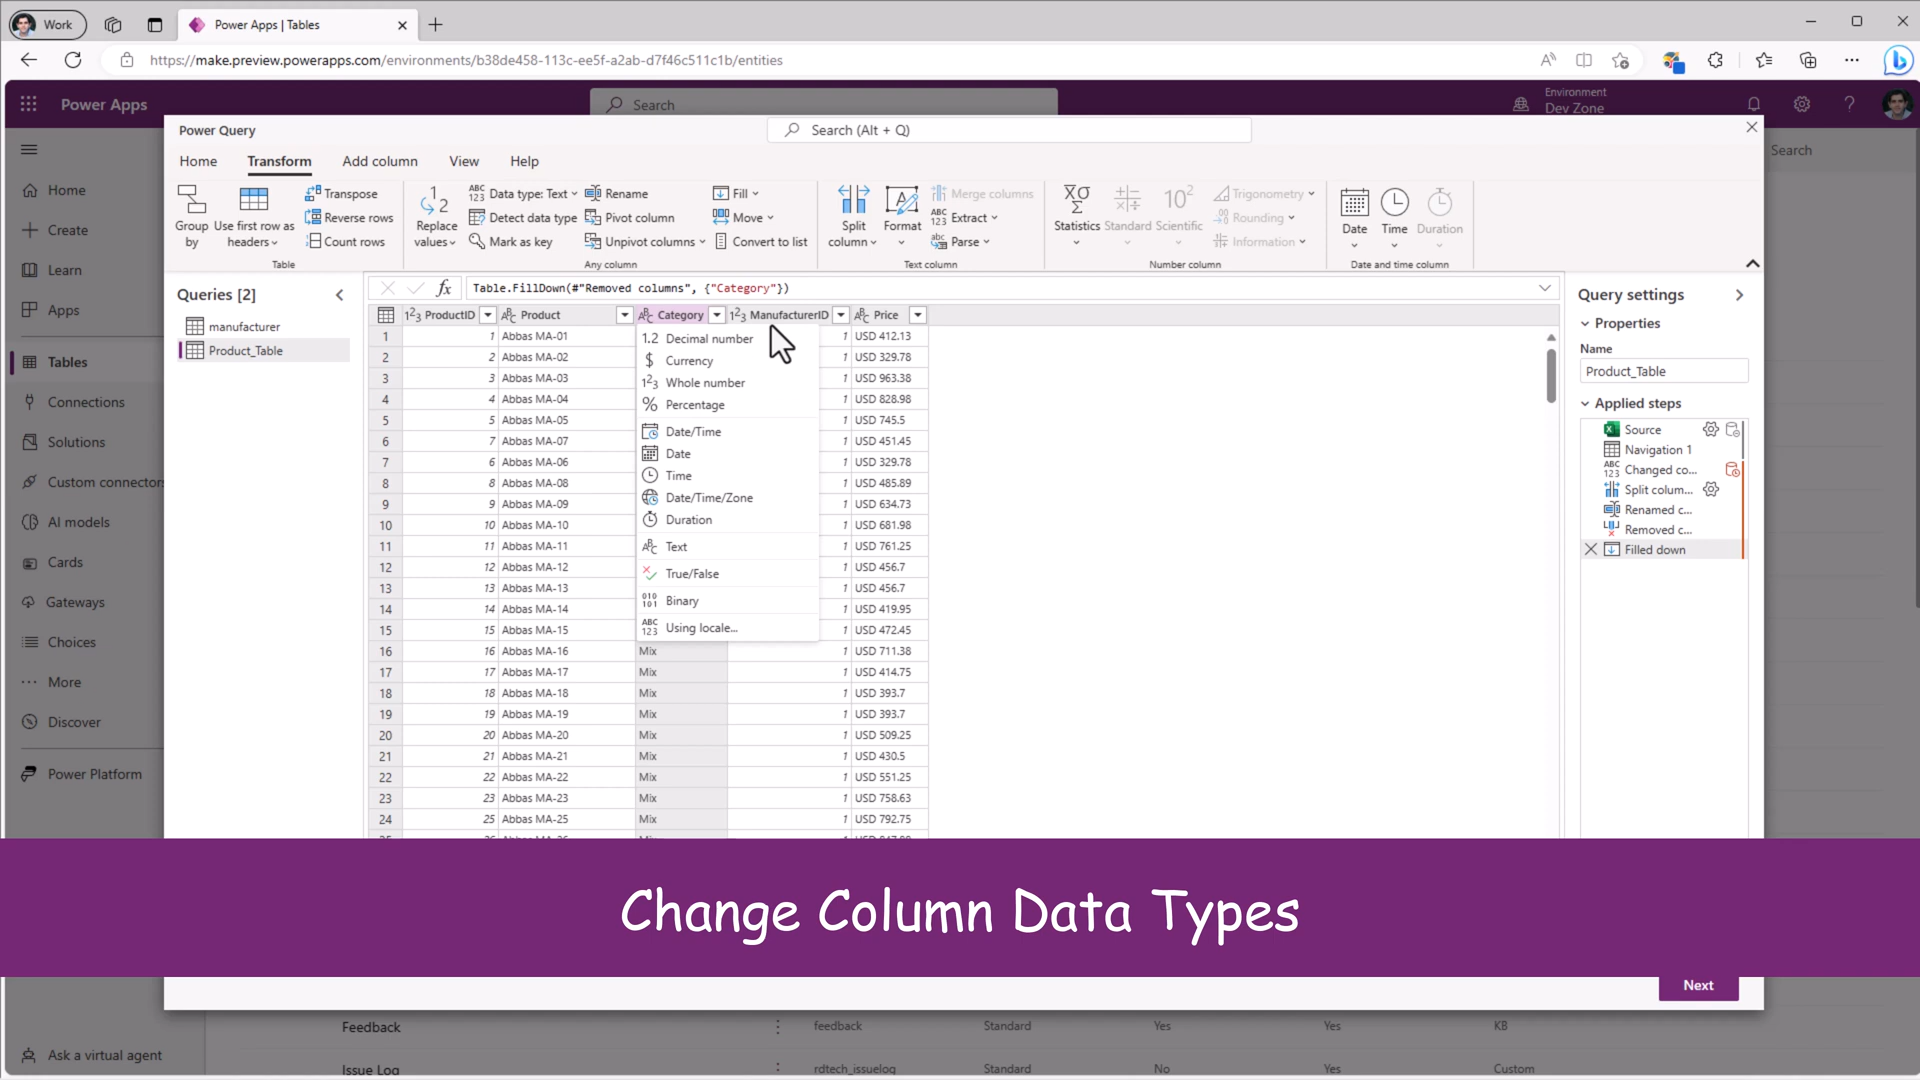 Work
Power Apps | Tables
https://make.preview.powerapps.com/environments/b38de458-113c-ee5f-a2ab-d7f46c511c1b/entities
Power Apps
Search
Environment
Dev Zone
Search
Home
Create
Learn
Apps
Tables
Connections
Solutions
Custom connectors
AI models
Cards
Gateways
Choices
More
Discover
Power Platform
Ask a virtual agent
Power Query
Search (Alt + Q)
Home Transform Add column View Help
Group by
Use first row as headers
Transpose
Reverse rows
Count rows
Table
Replace values
Data type: Text
Detect data type
Mark as key
Rename
Pivot column
Unpivot columns
Fill
Move
Convert to list
Any column
Split column
Format
Merge columns
Extract
Parse
Text column
Statistics
Standard
Scientific
Trigonometry
Rounding
Information
Number column
Date
Time
Duration
Date and time column
Queries [2]
manufacturer
Product_Table
Table.FillDown(#"Removed columns", {"Category"})
ProductID Product Category ManufacturerID Price
1 1 Abbas MA-01 1 USD 412.13
2 2 Abbas MA-02 1 USD 329.78
3 3 Abbas MA-03 1 USD 963.38
4 4 Abbas MA-04 1 USD 828.98
5 5 Abbas MA-05 1 USD 745.5
6 7 Abbas MA-07 1 USD 451.45
7 6 Abbas MA-06 1 USD 329.78
8 8 Abbas MA-08 1 USD 485.89
9 9 Abbas MA-09 1 USD 634.73
10 10 Abbas MA-10 1 USD 681.98
11 11 Abbas MA-11 1 USD 761.25
12 12 Abbas MA-12 1 USD 456.7
13 13 Abbas MA-13 1 USD 456.7
14 14 Abbas MA-14 1 USD 419.95
15 15 Abbas MA-15 1 USD 472.45
16 16 Abbas MA-16 Mix 1 USD 711.38
17 17 Abbas MA-17 Mix 1 USD 414.75
18 18 Abbas MA-18 Mix 1 USD 393.7
19 19 Abbas MA-19 Mix 1 USD 393.7
20 20 Abbas MA-20 Mix 1 USD 509.25
21 21 Abbas MA-21 Mix 1 USD 430.5
22 22 Abbas MA-22 Mix 1 USD 551.25
23 23 Abbas MA-23 Mix 1 USD 758.63
24 25 Abbas MA-25 Mix 1 USD 792.75
1.2 Decimal number
$ Currency
Whole number
% Percentage
Date/Time
Date
Time
Date/Time/Zone
Duration
Text
True/False
Binary
Using locale...
Query settings
Properties
Name
Product_Table
Applied steps
Source
Navigation 1
Changed co...
Split colum...
Renamed c...
Removed c...
Filled down
Change Column Data Types
Next
Feedback feedback Standard Yes Yes KB
Issue Log rdtech_issuelog Standard No Yes Custom